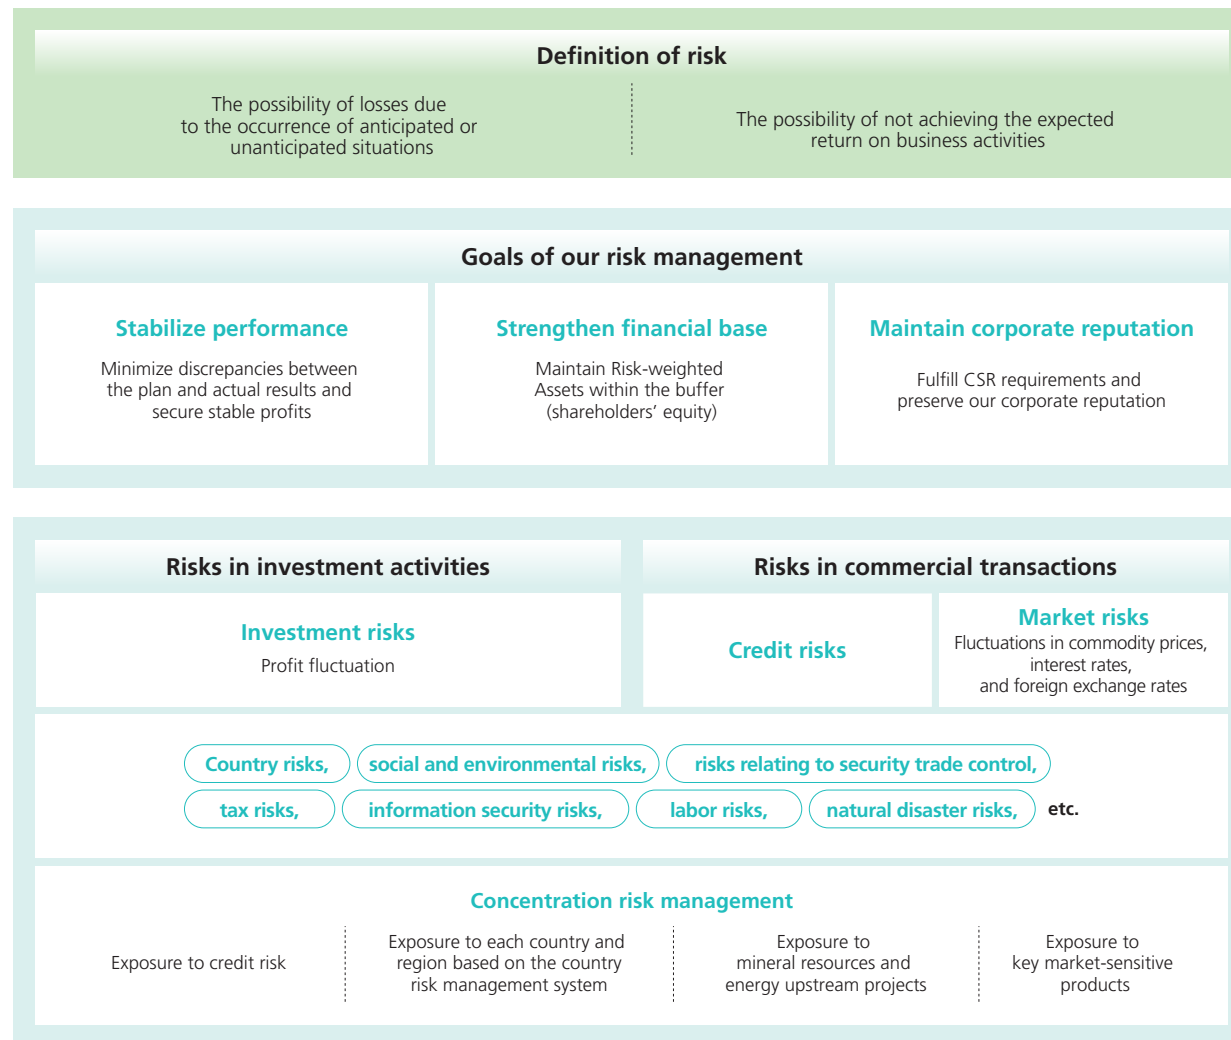 Definition of risk
The possibility of losses due
to the occurrence of anticipated or
unanticipated situations
The possibility of not achieving the expected
return on business activities
Goals of our risk management
Stabilize performance
Minimize discrepancies between
the plan and actual results and
secure stable profits
Strengthen financial base
Maintain Risk-weighted
Assets within the buffer
(shareholders’ equity)
Maintain corporate reputation
Fulfill CSR requirements and
preserve our corporate reputation
Risks in investment activities
Investment risks
Profit fluctuation
Risks in commercial transactions
Credit risks
Market risks
Fluctuations in commodity prices,
interest rates,
and foreign exchange rates
Country risks, social and environmental risks, risks relating to security trade control,
tax risks, information security risks, labor risks, natural disaster risks, etc.
Concentration risk management
Exposure to credit risk
Exposure to each country and
region based on the country
risk management system
Exposure to
mineral resources and
energy upstream projects
Exposure to
key market-sensitive
products